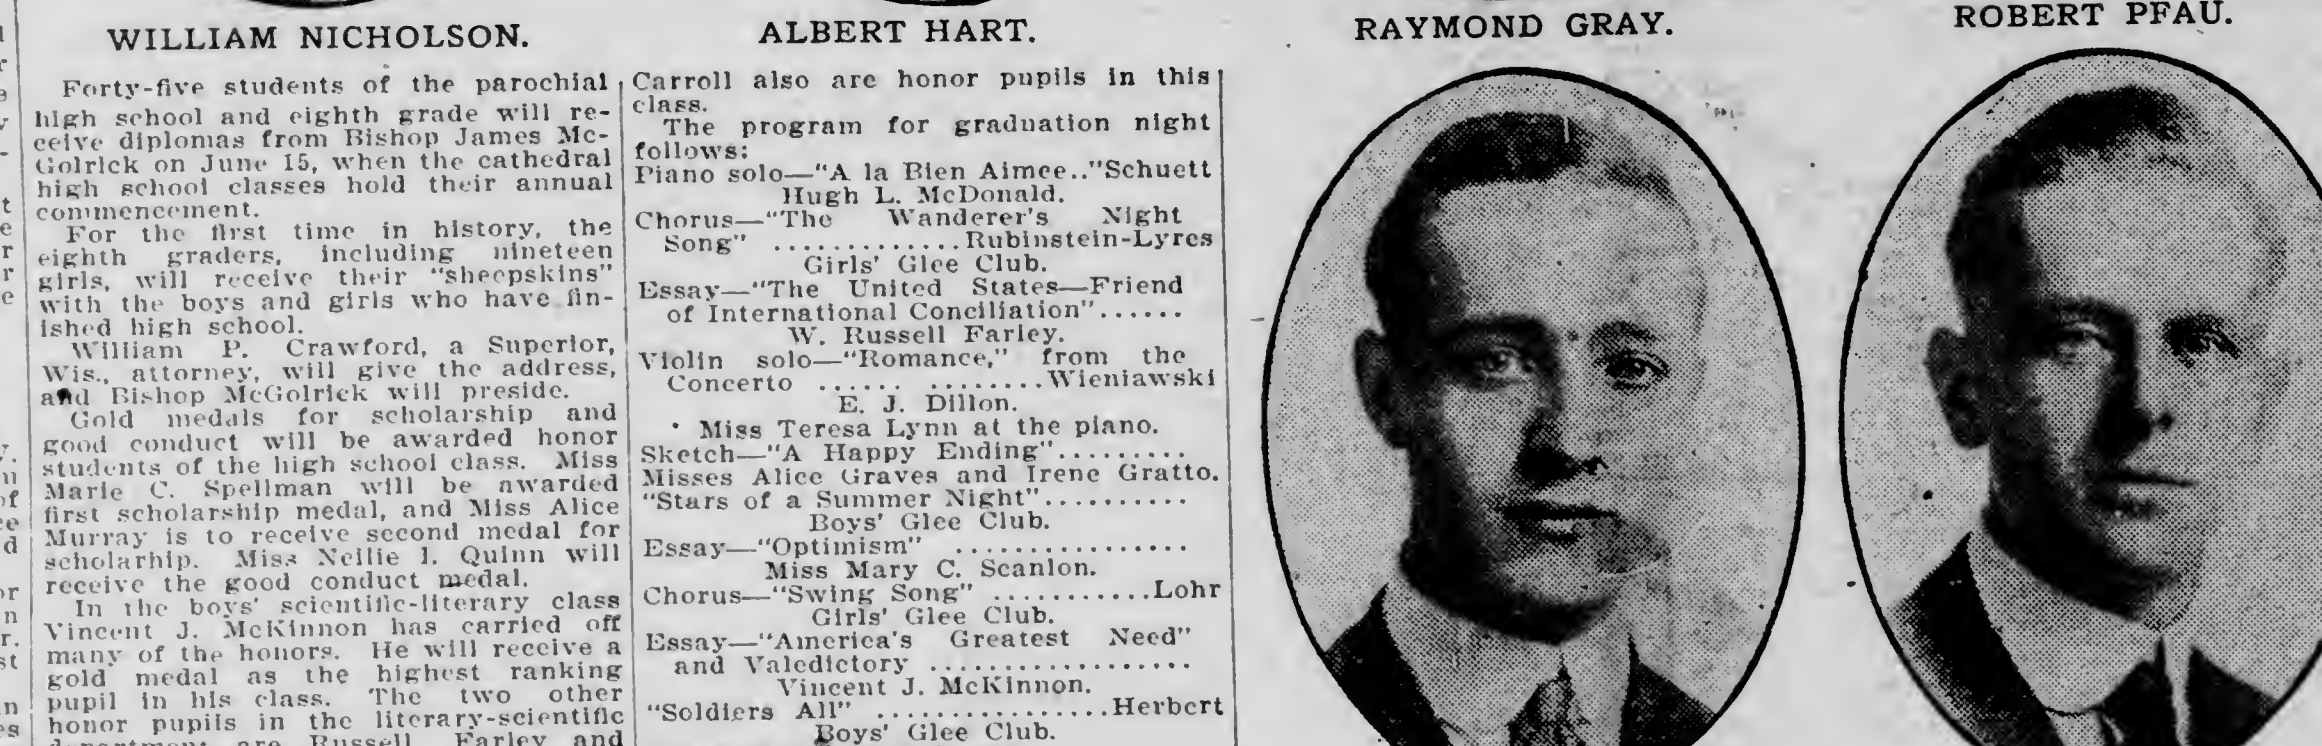 WILLIAM NICHOLSON.
Forty-five students of the parochial
high school and eighth grade will re-
ceive diplomas from Bishop James Mc-
Golrick on June 15, when the cathedral
high school classes hold their annual
commencement.
For the first time in history, the
eighth graders, including nineteen
girls, will receive their "sheepskins"
with the boys and girls who have fin-
ished high school.
William P. Crawford, a Superior,
Wis., attorney, will give the address,
and Bishop McGolrick will preside.
Gold medals for scholarship and
good conduct will be awarded honor
students of the high school class. Miss
Marie C. Spellman will be awarded
first scholarship medal, and Miss Alice
Murray is to receive second medal for
scholarhip. Miss Nellie I. Quinn will
receive the good conduct medal.
In the boys' scientific-literary class
Vincent J. McKinnon has carried off
many of the honors. He will receive a
gold medal as the highest ranking
pupil in his class. The two other
honor pupils in the literary-scientific
department are Russell Farley and
ALBERT HART.
Carroll also are honor pupils in this
class.
The program for graduation night
follows:
Piano solo—"A la Bien Aimee.."Schuett
Hugh L. McDonald.
Chorus—"The Wanderer's Night
Song" .............Rubinstein-Lyres
Girls' Glee Club.
Essay—"The United States—Friend
of International Conciliation"......
W. Russell Farley.
Violin solo—"Romance," from the
Concerto ...... ........Wieniawski
E. J. Dillon.
Miss Teresa Lynn at the piano.
Sketch—"A Happy Ending".........
Misses Alice Graves and Irene Gratto.
"Stars of a Summer Night"..........
Boys' Glee Club.
Essay—"Optimism" ................
Miss Mary C. Scanlon.
Chorus—"Swing Song" ...........Lohr
Girls' Glee Club.
Essay—"America's Greatest Need"
and Valedictory ..................
Vincent J. McKinnon.
"Soldiers All" ................Herbert
Boys' Glee Club.
RAYMOND GRAY.
ROBERT PFAU.